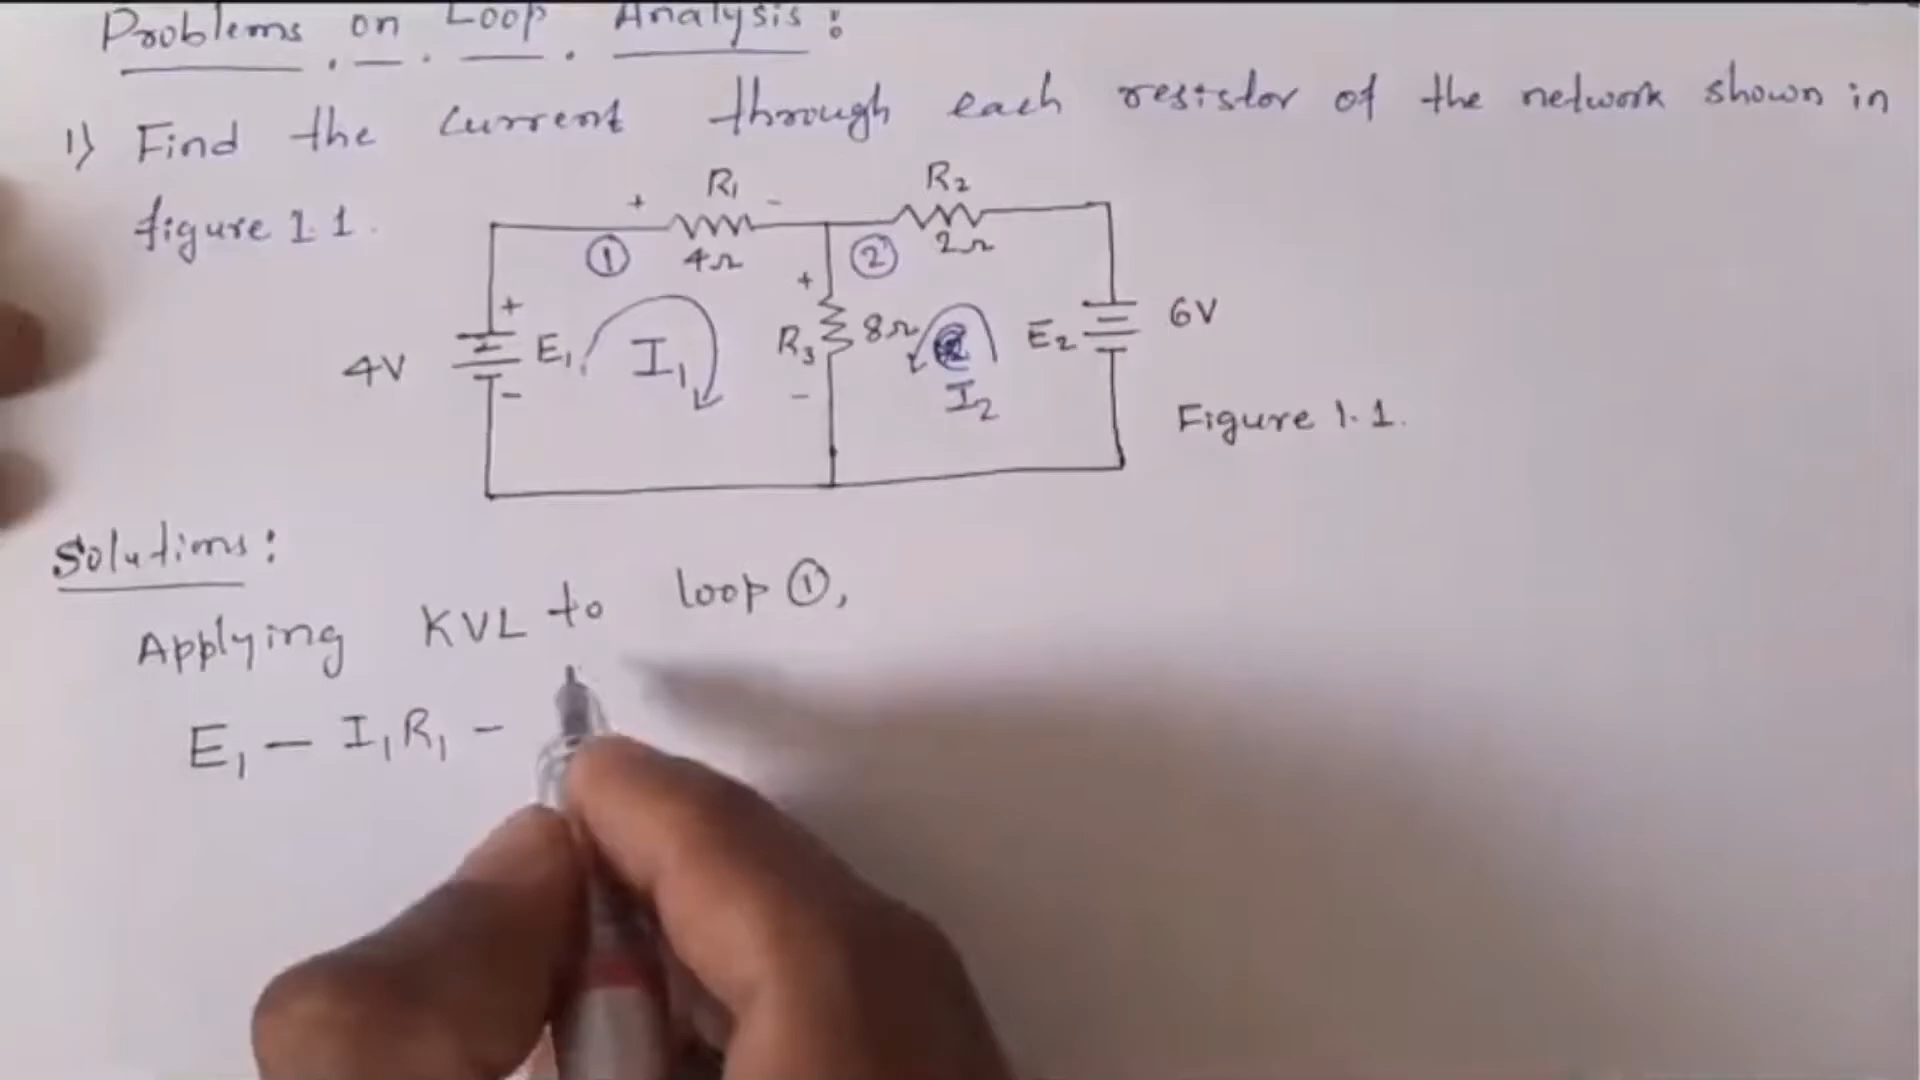 Problems on Loop Analysis :
1) Find the current through each resistor of the network shown in
figure 1.1.
R1
R2
+
-
1
4Ω
2
2Ω
+
+
4V
E1
I1
R3
8Ω
I2
E2
6V
-
-
Figure 1.1.
Solutions :
Applying KVL to loop ①,
E1 - I1R1 -